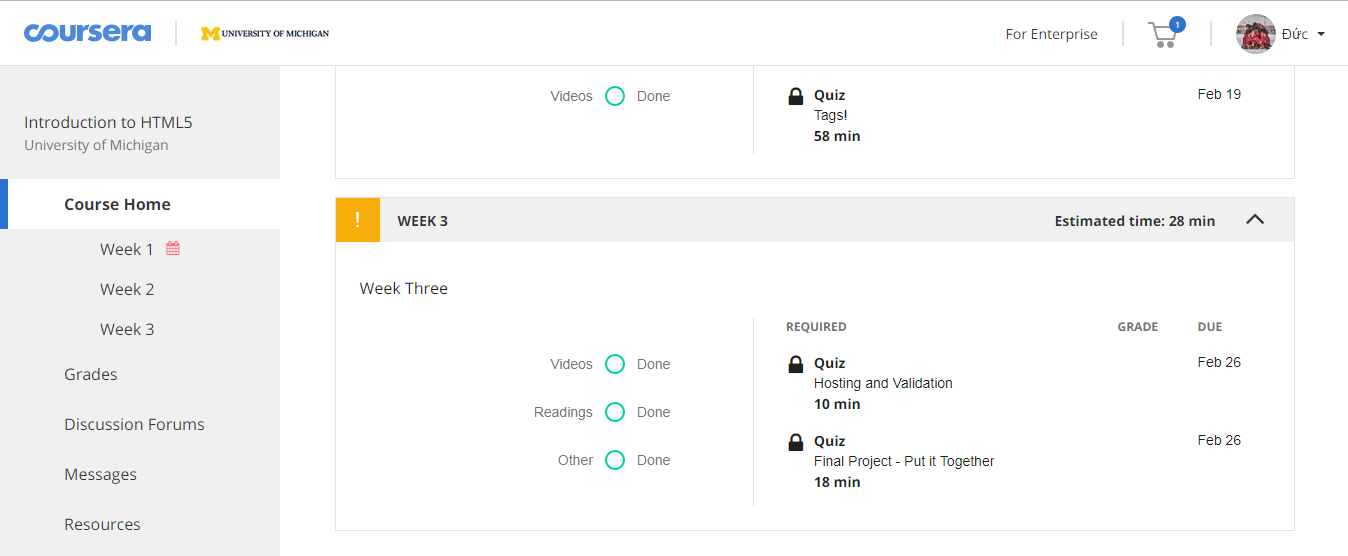 coursera
M UNIVERSITY OF MICHIGAN
For Enterprise
1
Đức
Introduction to HTML5
University of Michigan
Course Home
Week 1
Week 2
Week 3
Grades
Discussion Forums
Messages
Resources
Videos Done
Quiz Feb 19
Tags!
58 min
! WEEK 3 Estimated time: 28 min
Week Three
REQUIRED GRADE DUE
Videos Done
Readings Done
Other Done
Quiz Feb 26
Hosting and Validation
10 min
Quiz Feb 26
Final Project - Put it Together
18 min